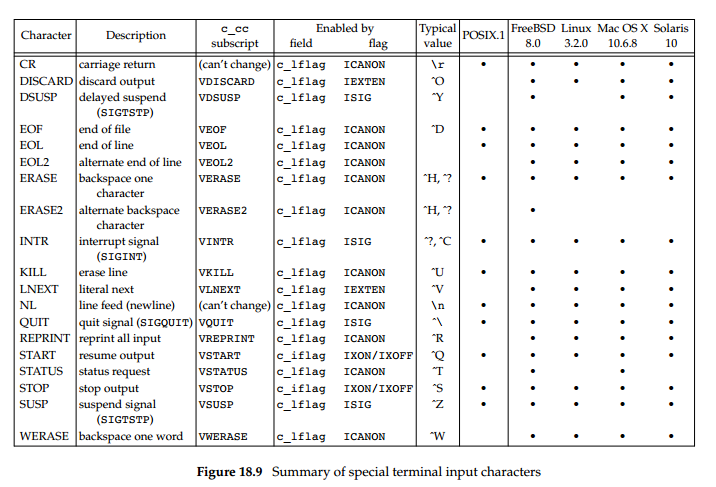 Character Description c_cc Enabled by Typical POSIX.1 FreeBSD Linux Mac OS X Solaris
subscript field flag value 8.0 3.2.0 10.6.8 10
CR carriage return (can't change) c_lflag ICANON \r • • • • •
DISCARD discard output VDISCARD c_lflag IEXTEN ^O • • • •
DSUSP delayed suspend VDSUSP c_lflag ISIG ^Y • • •
(SIGTSTP)
EOF end of file VEOF c_lflag ICANON ^D • • • • •
EOL end of line VEOL c_lflag ICANON • • • • •
EOL2 alternate end of line VEOL2 c_lflag ICANON • • • •
ERASE backspace one VERASE c_lflag ICANON ^H, ^? • • • • •
character
ERASE2 alternate backspace VERASE2 c_lflag ICANON ^H, ^? •
character
INTR interrupt signal VINTR c_lflag ISIG ^?, ^C • • • • •
(SIGINT)
KILL erase line VKILL c_lflag ICANON ^U • • • • •
LNEXT literal next VLNEXT c_lflag IEXTEN ^V • • • •
NL line feed (newline) (can't change) c_lflag ICANON \n • • • • •
QUIT quit signal (SIGQUIT) VQUIT c_lflag ISIG ^\ • • • • •
REPRINT reprint all input VREPRINT c_lflag ICANON ^R • • • •
START resume output VSTART c_iflag IXON/IXOFF ^Q • • • • •
STATUS status request VSTATUS c_lflag ICANON ^T • •
STOP stop output VSTOP c_iflag IXON/IXOFF ^S • • • • •
SUSP suspend signal VSUSP c_lflag ISIG ^Z • • • • •
(SIGTSTP)
WERASE backspace one word VWERASE c_lflag ICANON ^W • • • •
Figure 18.9 Summary of special terminal input characters